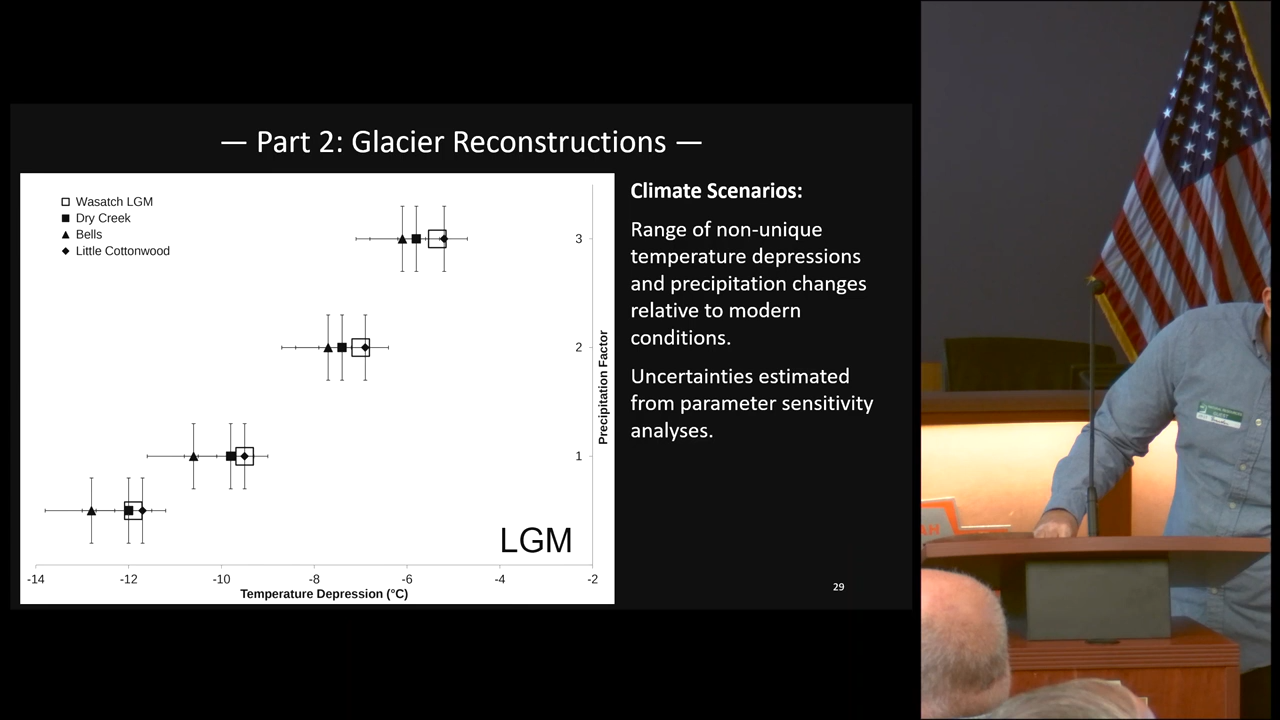 — Part 2: Glacier Reconstructions —
Wasatch LGM
Dry Creek
Bells
Little Cottonwood
3
2
1
Precipitation Factor
LGM
-14 -12 -10 -8 -6 -4 -2
Temperature Depression (°C)
Climate Scenarios:
Range of non-unique
temperature depressions
and precipitation changes
relative to modern
conditions.
Uncertainties estimated
from parameter sensitivity
analyses.
29